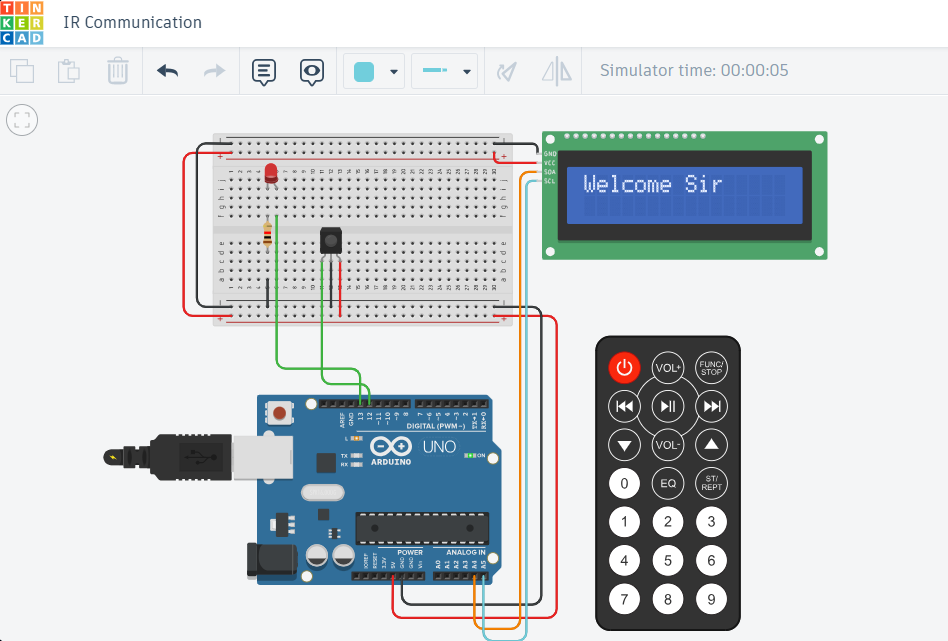 TIN
KER
CAD
IR Communication
Simulator time: 00:00:05
GND
VCC
SDA
SCL
Welcome Sir
VOL+
FUNC/
STOP
VOL-
0
EQ
ST/
REPT
1
2
3
4
5
6
7
8
9
AREF
GND
13
12
~11
~10
~9
8
7
~6
~5
4
~3
2
TX→1
RX←0
DIGITAL (PWM~)
L
TX
RX
ARDUINO
UNO
ON
POWER
ANALOG IN
IOREF
RESET
3.3V
5V
GND
GND
Vin
A0
A1
A2
A3
A4
A5